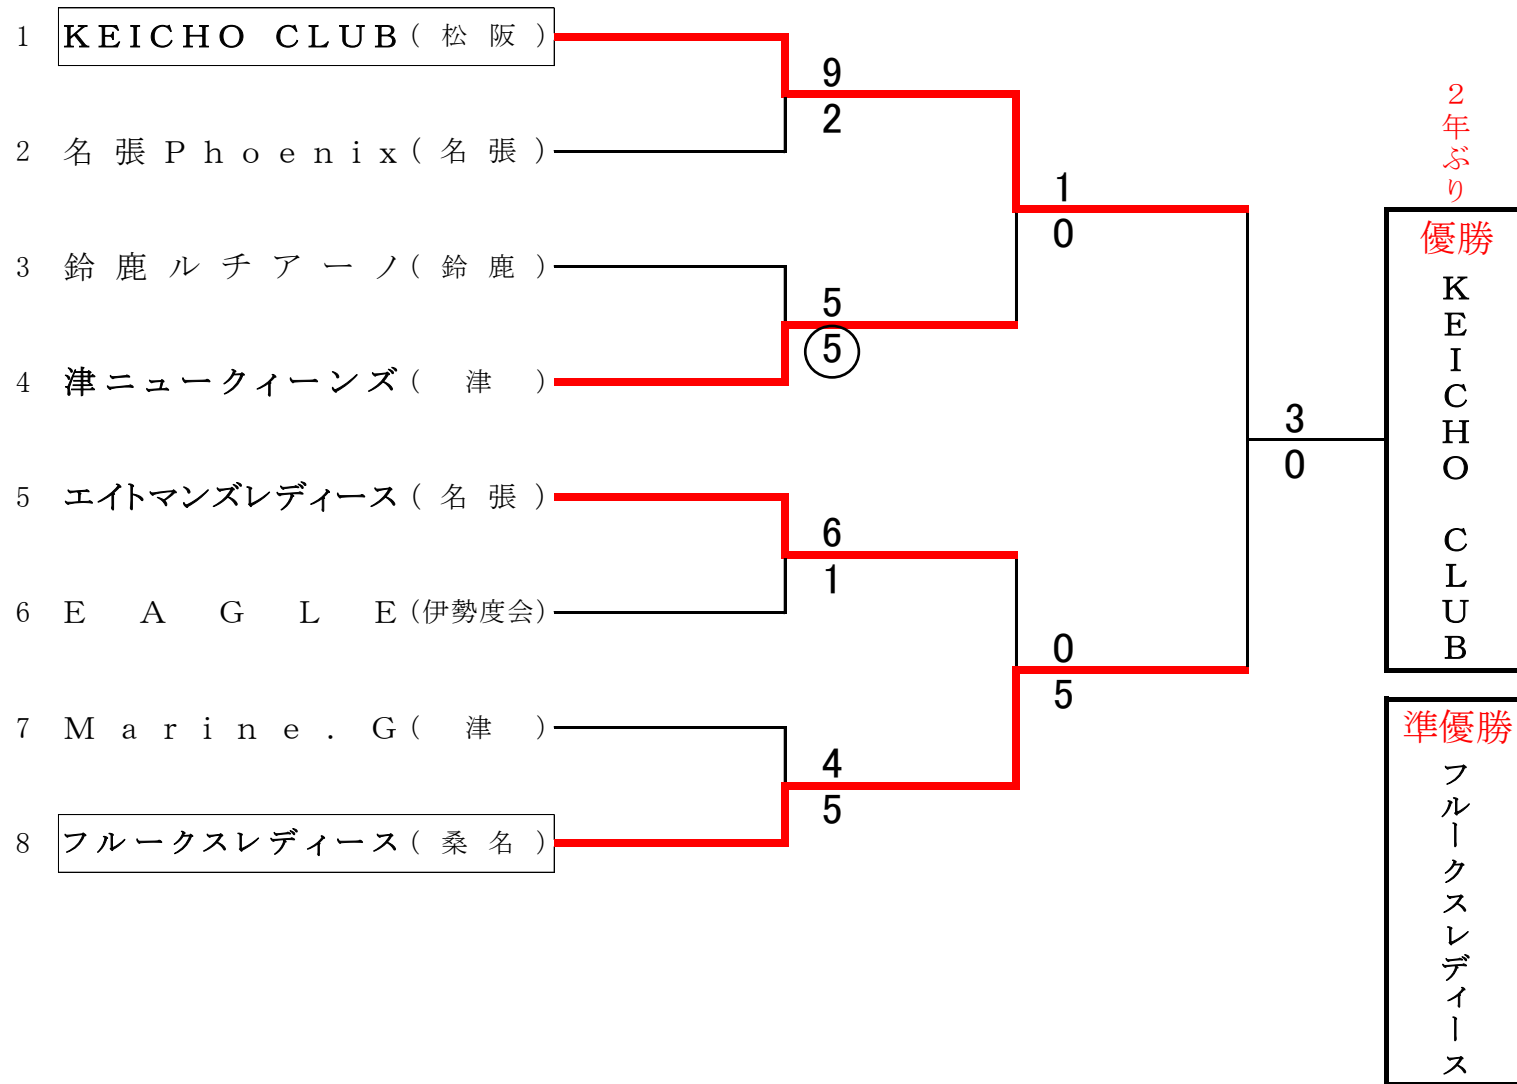 1 KEICHO CLUB(松阪)
2 名張Phoenix(名張)
3 鈴鹿ルチアーノ(鈴鹿)
4 津ニュークィーンズ(津)
5 エイトマンズレディース(名張)
6 EAGLE(伊勢度会)
7 Marine.G(津)
8 フルークスレディース(桑名)
9
2
5
5
6
1
4
5
1
0
0
5
3
0
2年ぶり
優勝
KEICHO CLUB
準優勝
フルークスレディース